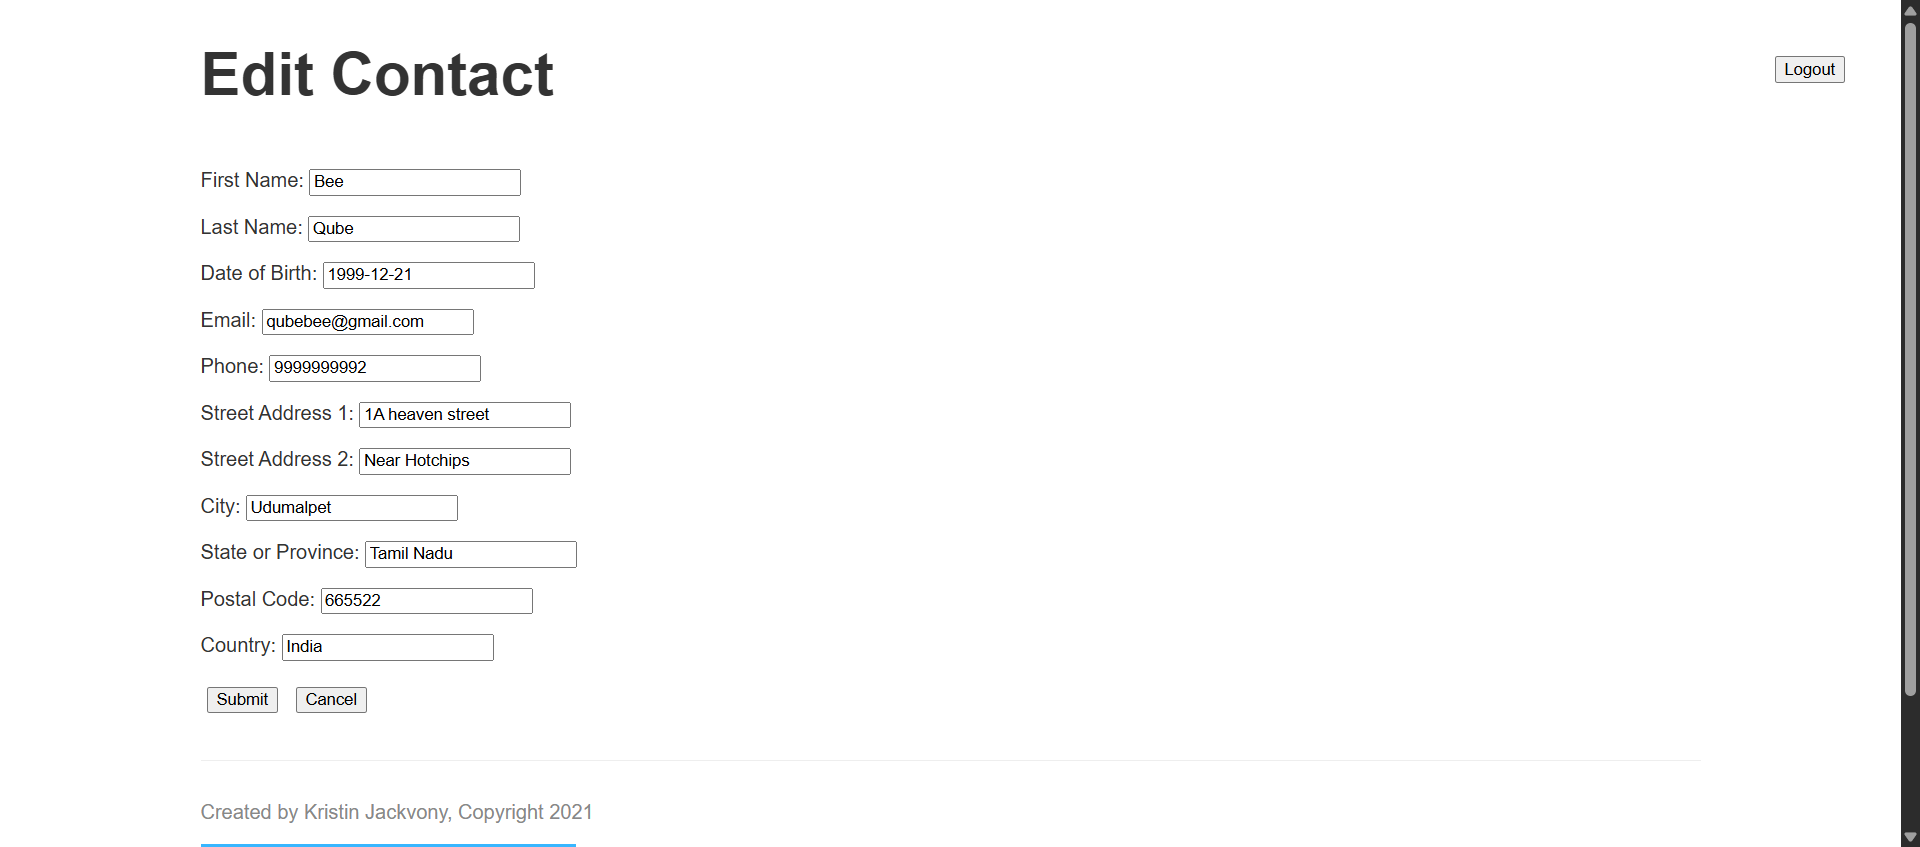 Edit Contact
Logout
First Name: Bee
Last Name: Qube
Date of Birth: 1999-12-21
Email: qubebee@gmail.com
Phone: 9999999992
Street Address 1: 1A heaven street
Street Address 2: Near Hotchips
City: Udumalpet
State or Province: Tamil Nadu
Postal Code: 665522
Country: India
Submit Cancel
Created by Kristin Jackvony, Copyright 2021